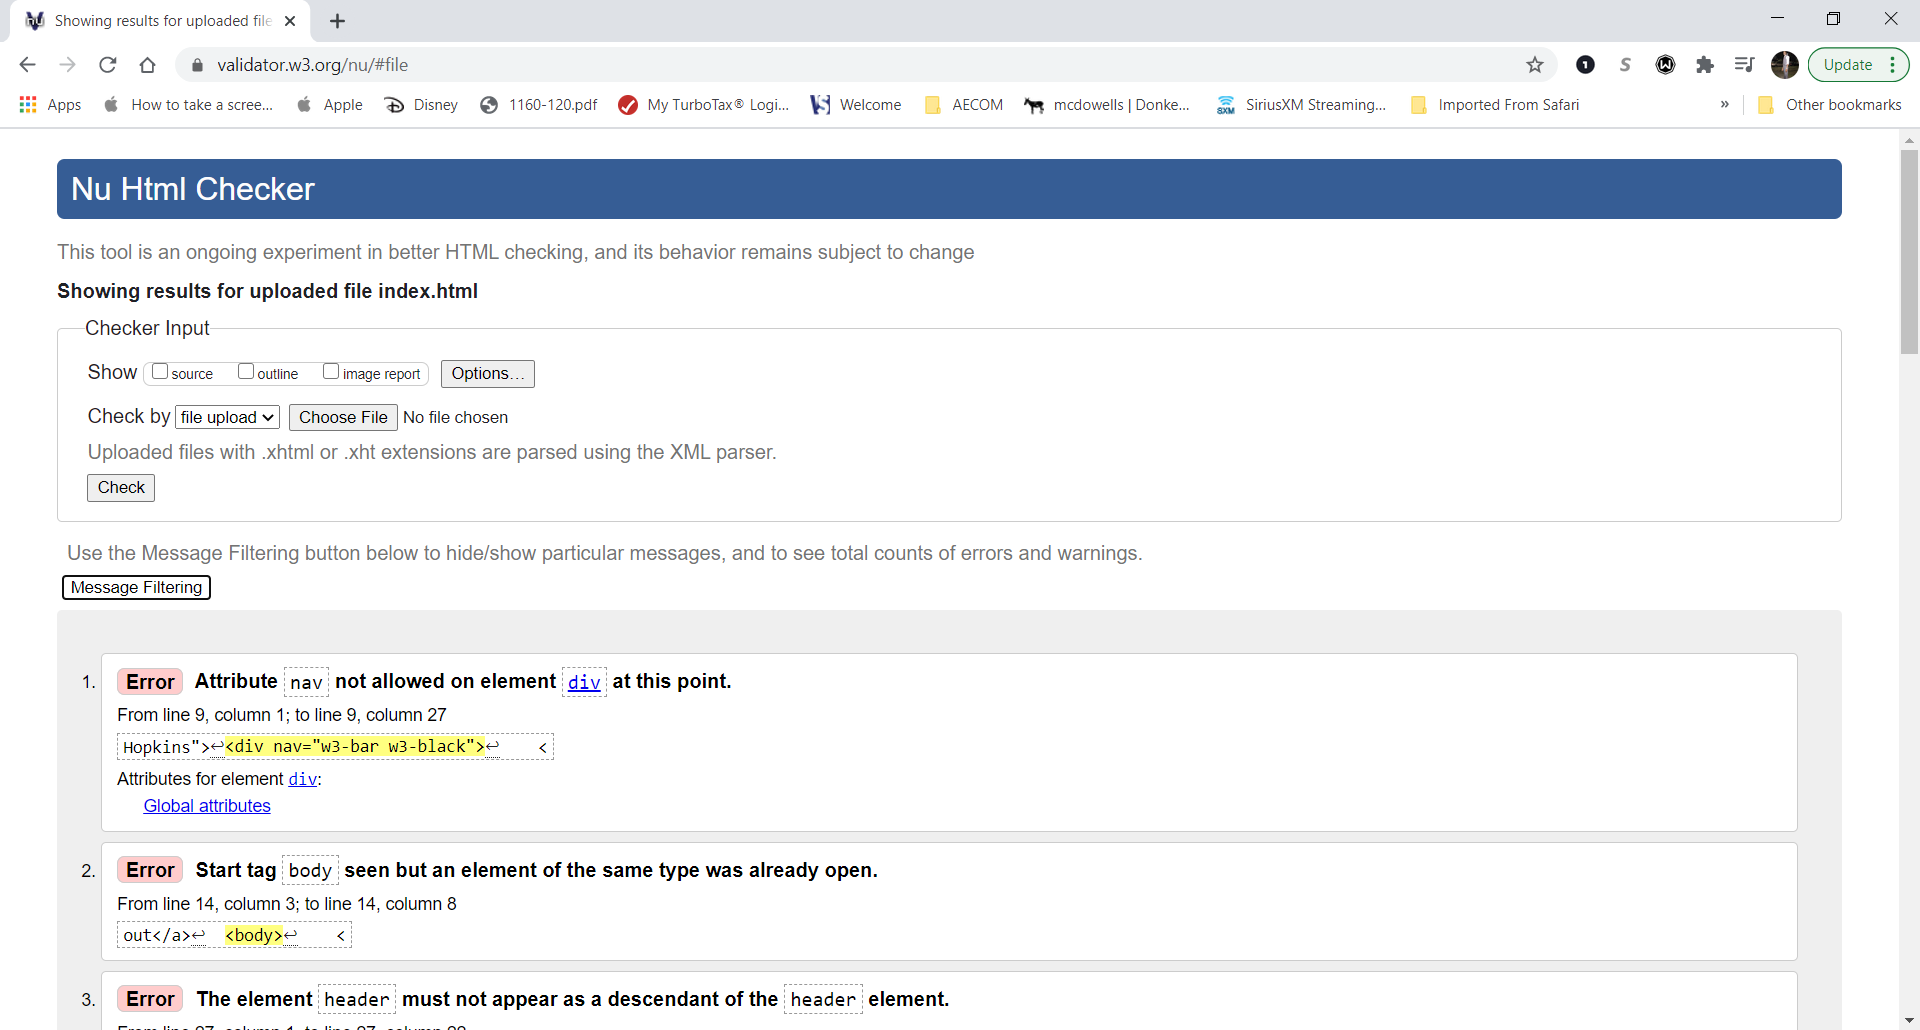 Showing results for uploaded file
validator.w3.org/nu/#file
Update
Apps
How to take a scree...
Apple
Disney
1160-120.pdf
My TurboTax® Logi...
Welcome
AECOM
mcdowells | Donke...
SiriusXM Streaming...
Imported From Safari
»
Other bookmarks
Nu Html Checker
This tool is an ongoing experiment in better HTML checking, and its behavior remains subject to change
Showing results for uploaded file index.html
Checker Input
Show source outline image report Options...
Check by file upload Choose File No file chosen
Uploaded files with .xhtml or .xht extensions are parsed using the XML parser.
Check
Use the Message Filtering button below to hide/show particular messages, and to see total counts of errors and warnings.
Message Filtering
1. Error Attribute nav not allowed on element div at this point.
From line 9, column 1; to line 9, column 27
Hopkins">↩<div nav="w3-bar w3-black">↩ <
Attributes for element div:
Global attributes
2. Error Start tag body seen but an element of the same type was already open.
From line 14, column 3; to line 14, column 8
out</a>↩ <body>↩ <
3. Error The element header must not appear as a descendant of the header element.